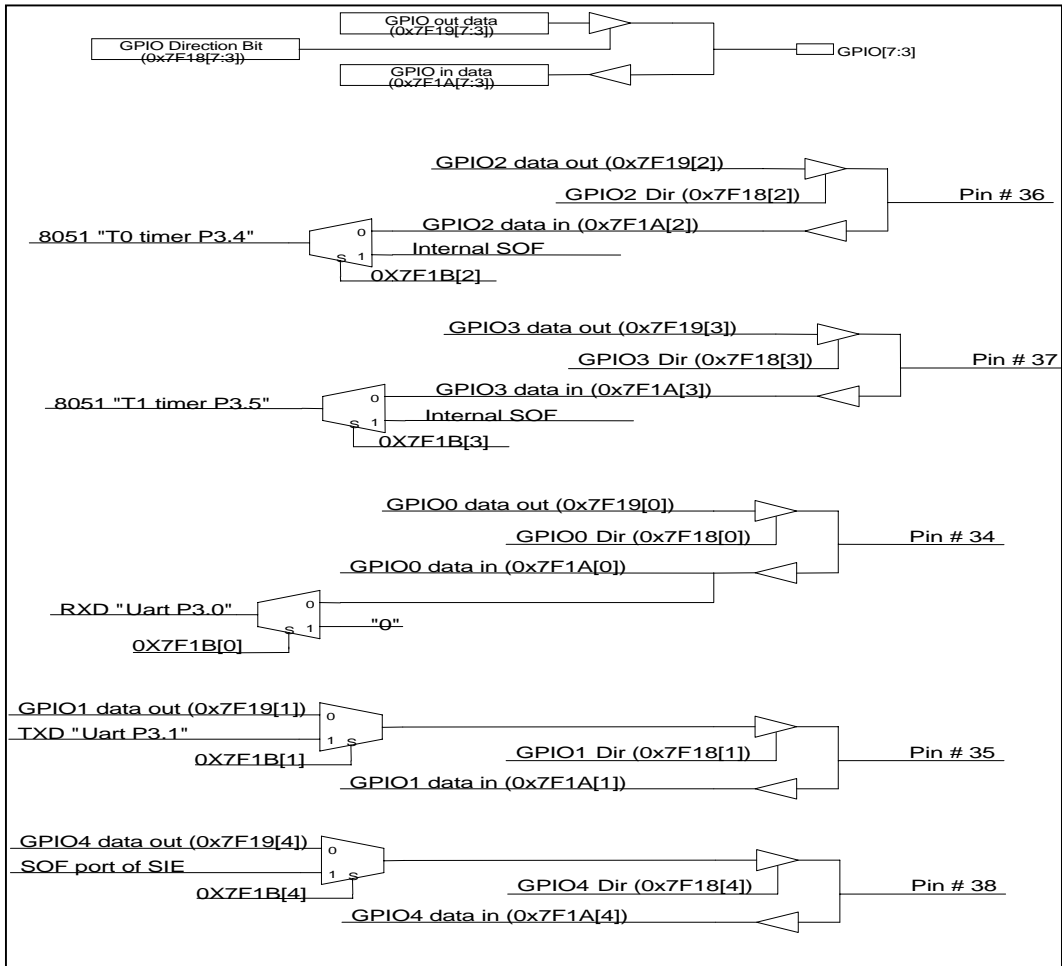 GPIO out data
(0x7F19[7:3])
GPIO Direction Bit
(0x7F18[7:3])
GPIO[7:3]
GPIO in data
(0x7F1A[7:3])
GPIO2 data out (0x7F19[2])
GPIO2 Dir (0x7F18[2])
Pin # 36
GPIO2 data in (0x7F1A[2])
8051 "T0 timer P3.4"
0
Internal SOF
S 1
0X7F1B[2]
GPIO3 data out (0x7F19[3])
GPIO3 Dir (0x7F18[3])
Pin # 37
GPIO3 data in (0x7F1A[3])
8051 "T1 timer P3.5"
0
Internal SOF
S 1
0X7F1B[3]
GPIO0 data out (0x7F19[0])
GPIO0 Dir (0x7F18[0])
Pin # 34
GPIO0 data in (0x7F1A[0])
RXD "Uart P3.0"
0
S 1
"0"
0X7F1B[0]
GPIO1 data out (0x7F19[1])
0
TXD "Uart P3.1"
1 S
0X7F1B[1]
GPIO1 Dir (0x7F18[1])
Pin # 35
GPIO1 data in (0x7F1A[1])
GPIO4 data out (0x7F19[4])
0
SOF port of SIE
1 S
0X7F1B[4]
GPIO4 Dir (0x7F18[4])
Pin # 38
GPIO4 data in (0x7F1A[4])